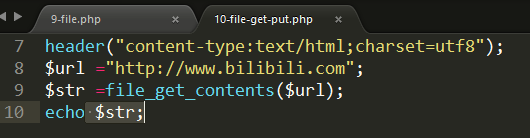 9-file.php × 10-file-get-put.php ×
7 header("content-type:text/html;charset=utf8");
8 $url ="http://www.bilibili.com";
9 $str =file_get_contents($url);
10 echo $str;